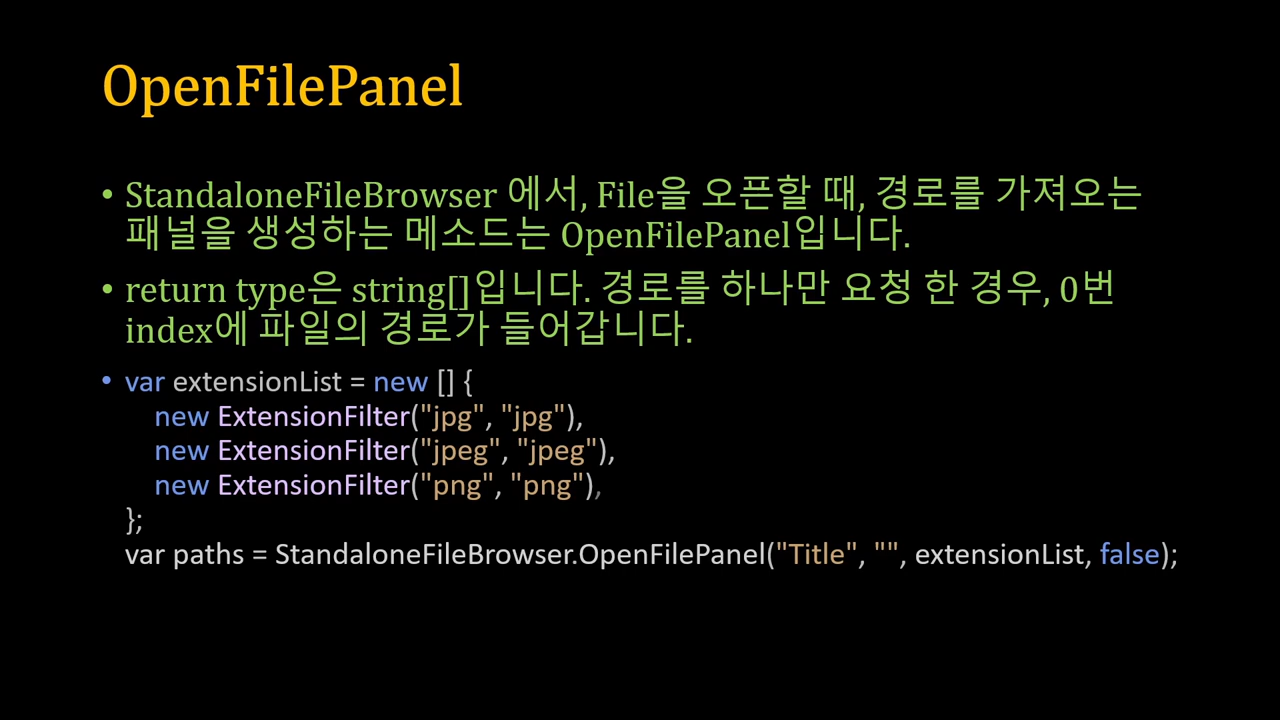 OpenFilePanel
• StandaloneFileBrowser 에서, File을 오픈할 때, 경로를 가져오는
패널을 생성하는 메소드는 OpenFilePanel입니다.
• return type은 string[]입니다. 경로를 하나만 요청 한 경우, 0번
index에 파일의 경로가 들어갑니다.
• var extensionList = new [] {
new ExtensionFilter("jpg", "jpg"),
new ExtensionFilter("jpeg", "jpeg"),
new ExtensionFilter("png", "png"),
};
var paths = StandaloneFileBrowser.OpenFilePanel("Title", "", extensionList, false);